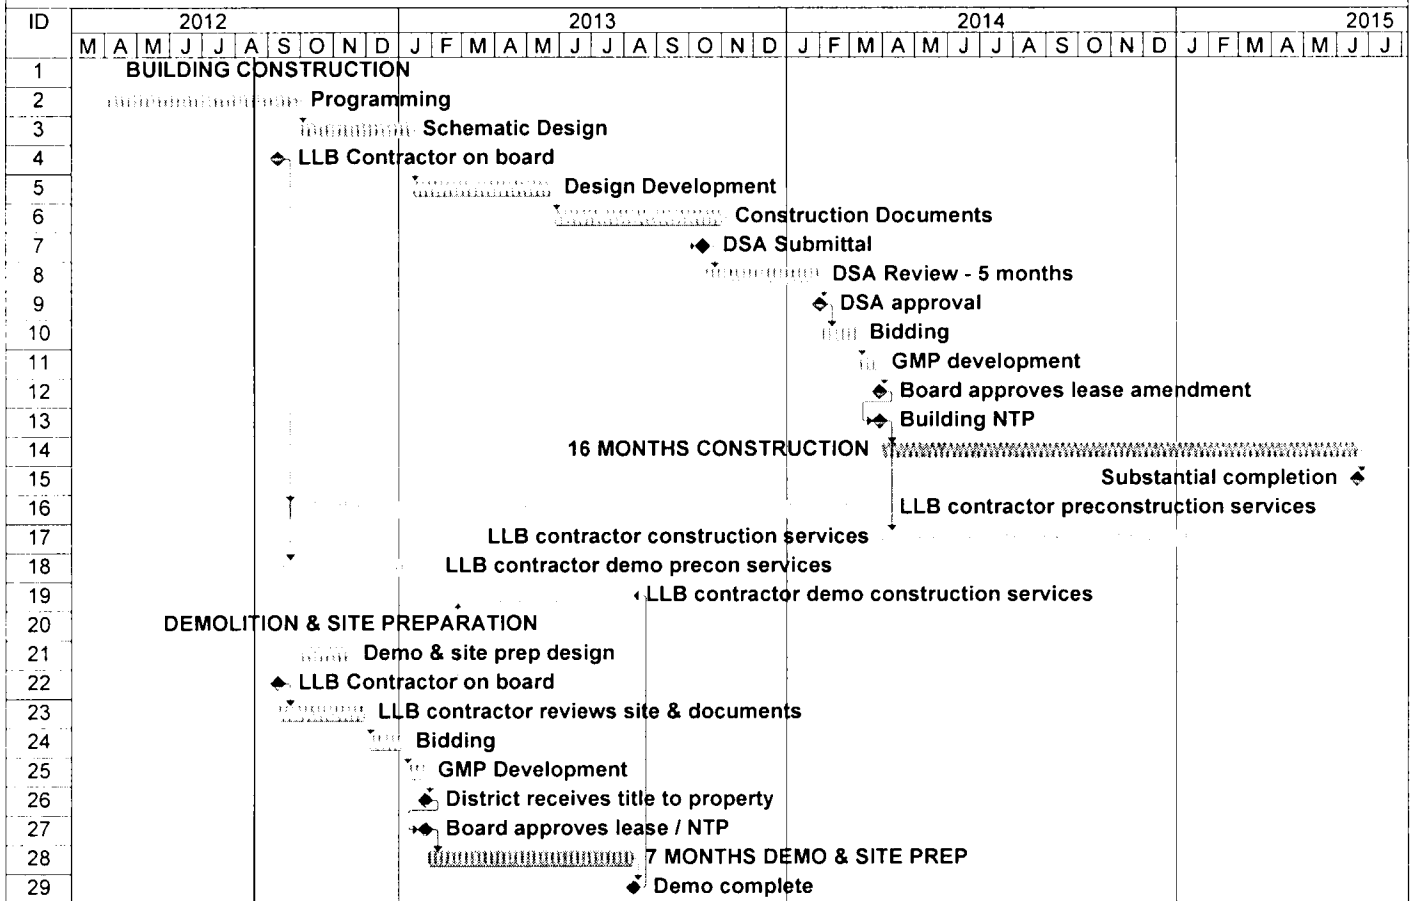 ID 2012 2013 2014 2015
M A M J J A S O N D J F M A M J J A S O N D J F M A M J J A S O N D J F M A M J J
1 BUILDING CONSTRUCTION
2 Programming
3 Schematic Design
4 LLB Contractor on board
5 Design Development
6 Construction Documents
7 DSA Submittal
8 DSA Review - 5 months
9 DSA approval
10 Bidding
11 GMP development
12 Board approves lease amendment
13 Building NTP
14 16 MONTHS CONSTRUCTION
15 Substantial completion
16 LLB contractor preconstruction services
17 LLB contractor construction services
18 LLB contractor demo precon services
19 LLB contractor demo construction services
20 DEMOLITION & SITE PREPARATION
21 Demo & site prep design
22 LLB Contractor on board
23 LLB contractor reviews site & documents
24 Bidding
25 GMP Development
26 District receives title to property
27 Board approves lease / NTP
28 7 MONTHS DEMO & SITE PREP
29 Demo complete